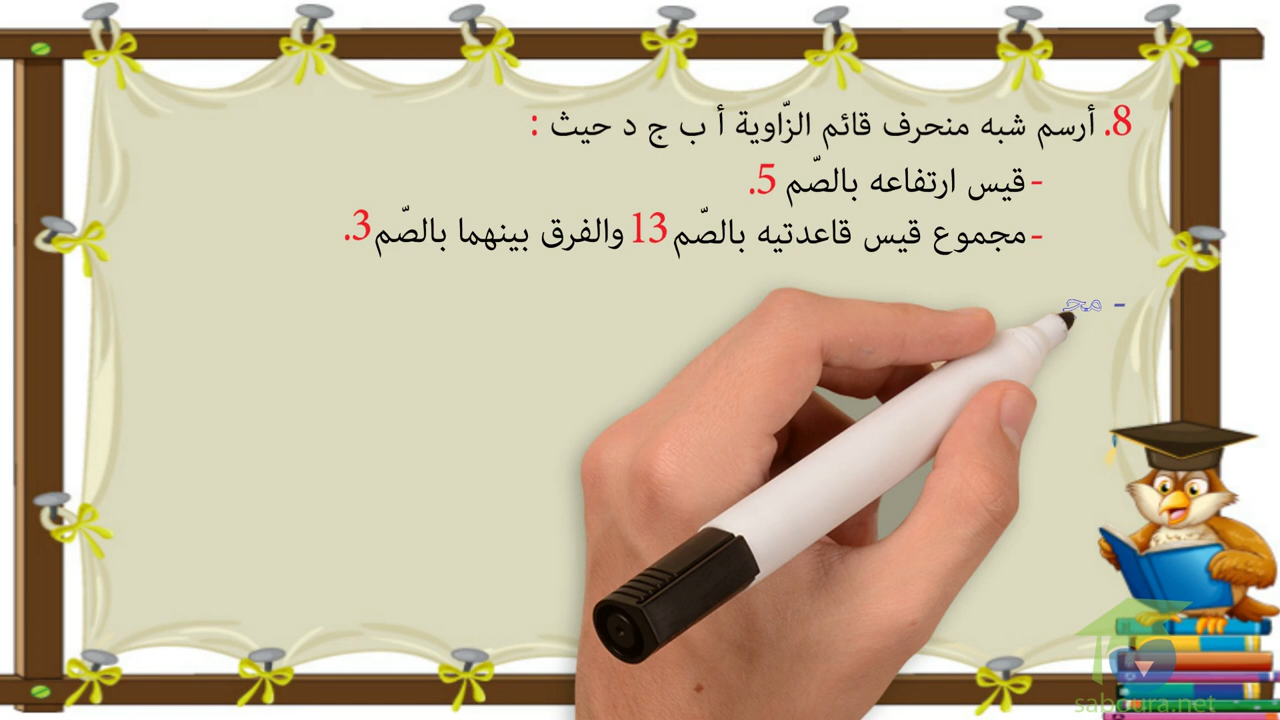 8. أرسم شبه منحرف قائم الزّاوية أ ب ج د حيث :
- قيس ارتفاعه بالصّم 5.
- مجموع قيس قاعدتيه بالصّم 13 والفرق بينهما بالصّم 3.
- مجـ
saboura.net